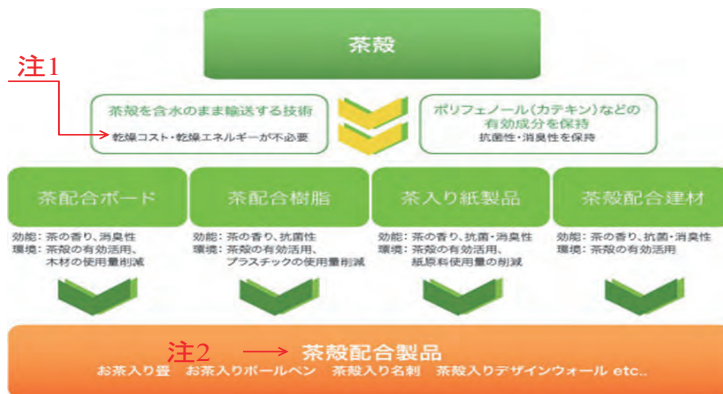 茶殻
注1
茶殻を含水のまま輸送する技術
乾燥コスト・乾燥エネルギーが不必要
ポリフェノール(カテキン)などの
有効成分を保持
抗菌性・消臭性を保持
茶配合ボード
効能：茶の香り、消臭性
環境：茶殻の有効活用、
木材の使用量削減
茶配合樹脂
効能：茶の香り、抗菌性
環境：茶殻の有効活用、
プラスチックの使用量削減
茶入り紙製品
効能：茶の香り、抗菌・消臭性
環境：茶殻の有効活用、
紙原料使用量の削減
茶殻配合建材
効能：茶の香り、抗菌・消臭性
環境：茶殻の有効活用
注2
茶殻配合製品
お茶入り畳 お茶入りボールペン 茶殻入り名刺 茶殻入りデザインウォール etc..